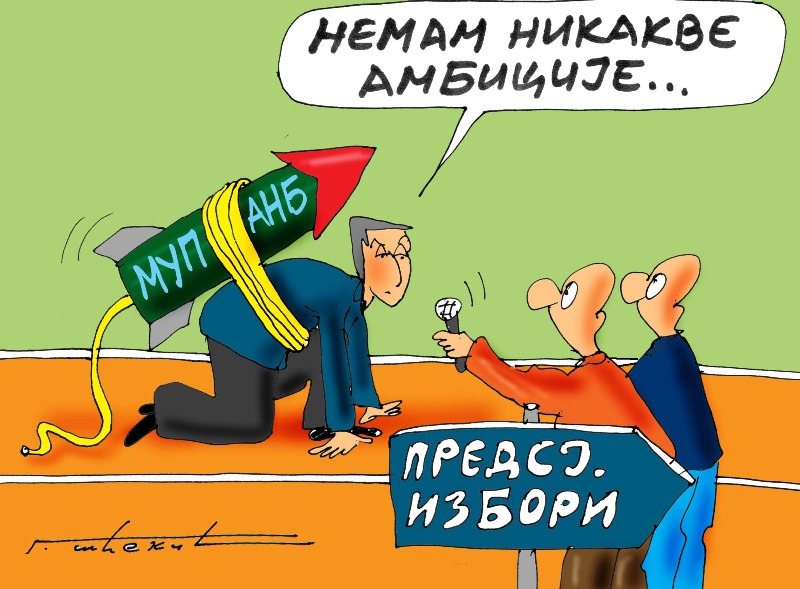 НЕМАМ НИКАКВЕ
АМБИЦИЈЕ...
МУП АНБ
ПРЕДСЈ.
ИЗБОРИ